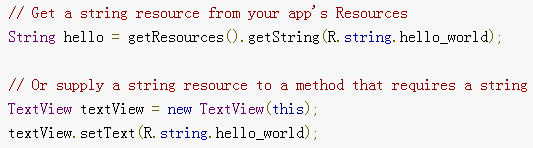 // Get a string resource from your app's Resources
String hello = getResources().getString(R.string.hello_world);
// Or supply a string resource to a method that requires a string
TextView textView = new TextView(this);
textView.setText(R.string.hello_world);